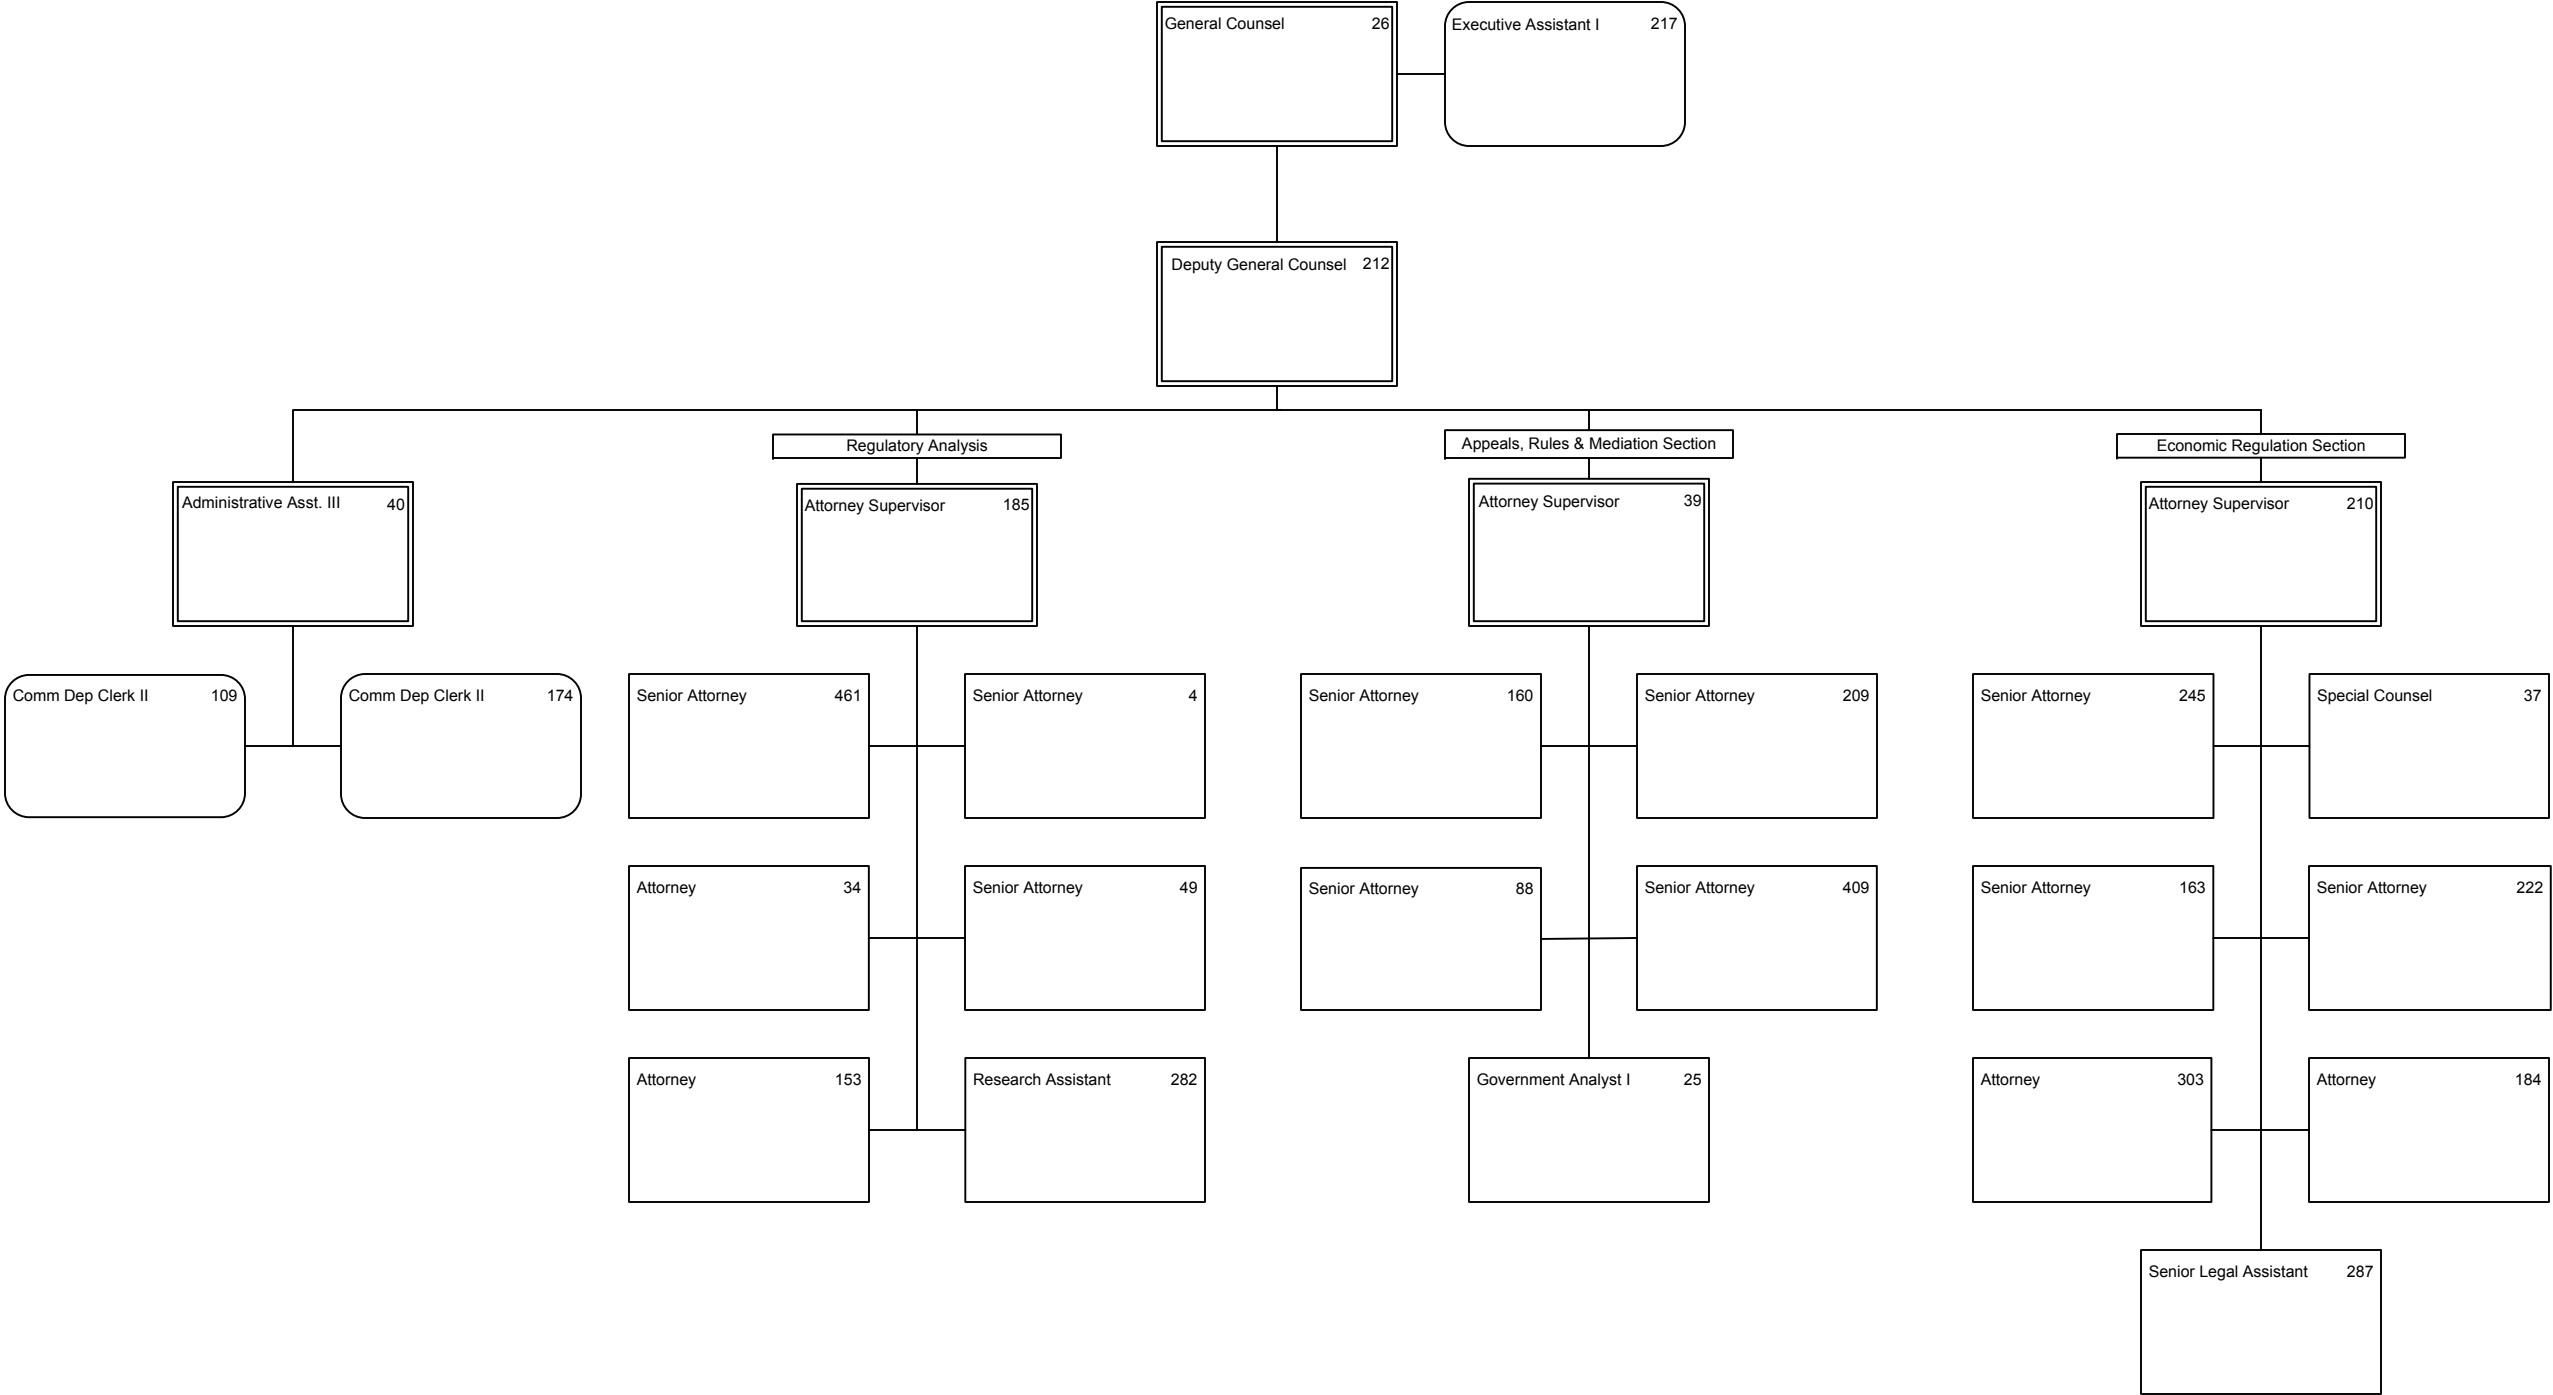 General Counsel 26
Executive Assistant I 217
Deputy General Counsel 212
Regulatory Analysis
Appeals, Rules & Mediation Section
Economic Regulation Section
Administrative Asst. III 40
Attorney Supervisor 185
Attorney Supervisor 39
Attorney Supervisor 210
Comm Dep Clerk II 109
Comm Dep Clerk II 174
Senior Attorney 461
Senior Attorney 4
Senior Attorney 160
Senior Attorney 209
Senior Attorney 245
Special Counsel 37
Attorney 34
Senior Attorney 49
Senior Attorney 88
Senior Attorney 409
Senior Attorney 163
Senior Attorney 222
Attorney 153
Research Assistant 282
Government Analyst I 25
Attorney 303
Attorney 184
Senior Legal Assistant 287